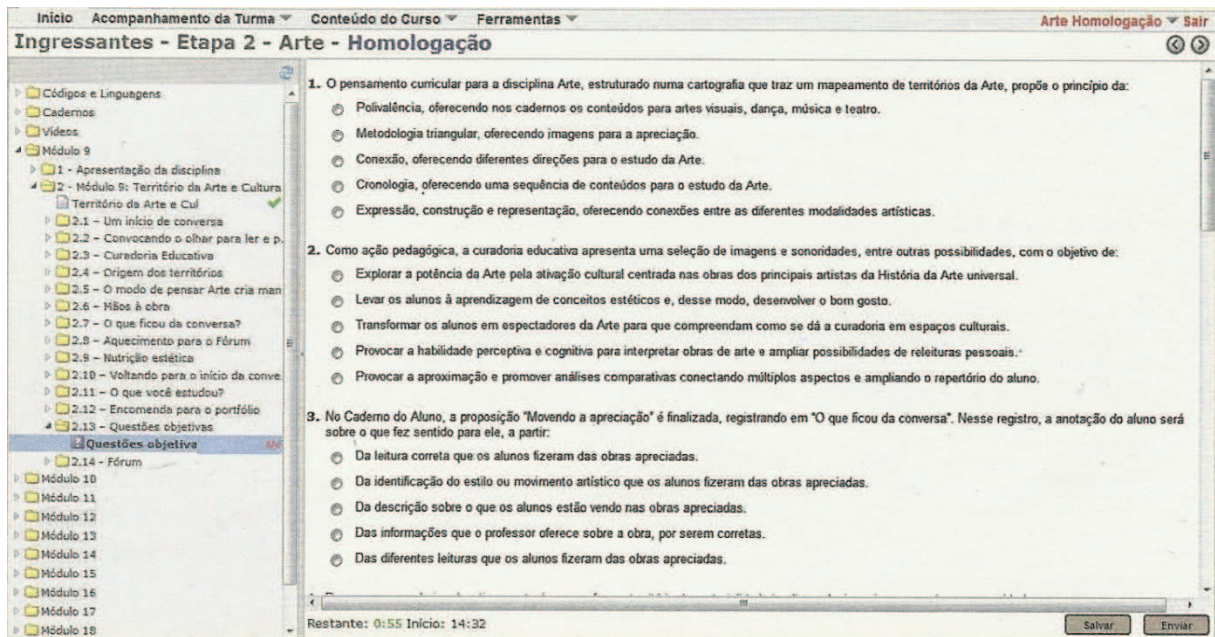 Início Acompanhamento da Turma Conteúdo do Curso Ferramentas Arte Homologação Sair
Ingressantes - Etapa 2 - Arte - Homologação
Códigos e Linguagens
Cadernos
Vídeos
Módulo 9
1 - Apresentação da disciplina
2 - Módulo 9: Território da Arte e Cultura
Território da Arte e Cul
2.1 - Um início de conversa
2.2 - Convocando o olhar para ler e p.
2.3 - Curadoria Educativa
2.4 - Origem dos territórios
2.5 - O modo de pensar Arte cria man
2.6 - Mãos à obra
2.7 - O que ficou da conversa?
2.8 - Aquecimento para o Fórum
2.9 - Nutrição estética
2.10 - Voltando para o início da conve
2.11 - O que você estudou?
2.12 - Encomenda para o portfólio
2.13 - Questões objetivas
Questões objetiva
2.14 - Fórum
Módulo 10
Módulo 11
Módulo 12
Módulo 13
Módulo 14
Módulo 15
Módulo 16
Módulo 17
Módulo 18
1. O pensamento curricular para a disciplina Arte, estruturado numa cartografia que traz um mapeamento de territórios da Arte, propõe o princípio da:
Polivalência, oferecendo nos cadernos os conteúdos para artes visuais, dança, música e teatro.
Metodologia triangular, oferecendo imagens para a apreciação.
Conexão, oferecendo diferentes direções para o estudo da Arte.
Cronologia, oferecendo uma sequência de conteúdos para o estudo da Arte.
Expressão, construção e representação, oferecendo conexões entre as diferentes modalidades artísticas.
2. Como ação pedagógica, a curadoria educativa apresenta uma seleção de imagens e sonoridades, entre outras possibilidades, com o objetivo de:
Explorar a potência da Arte pela ativação cultural centrada nas obras dos principais artistas da História da Arte universal.
Levar os alunos à aprendizagem de conceitos estéticos e, desse modo, desenvolver o bom gosto.
Transformar os alunos em espectadores da Arte para que compreendam como se dá a curadoria em espaços culturais.
Provocar a habilidade perceptiva e cognitiva para interpretar obras de arte e ampliar possibilidades de releituras pessoais.
Provocar a aproximação e promover análises comparativas conectando múltiplos aspectos e ampliando o repertório do aluno.
3. No Caderno do Aluno, a proposição "Movendo a apreciação" é finalizada, registrando em "O que ficou da conversa". Nesse registro, a anotação do aluno será
sobre o que fez sentido para ele, a partir:
Da leitura correta que os alunos fizeram das obras apreciadas.
Da identificação do estilo ou movimento artístico que os alunos fizeram das obras apreciadas.
Da descrição sobre o que os alunos estão vendo nas obras apreciadas.
Das informações que o professor oferece sobre a obra, por serem corretas.
Das diferentes leituras que os alunos fizeram das obras apreciadas.
Restante: 0:55 Início: 14:32
Salvar Enviar